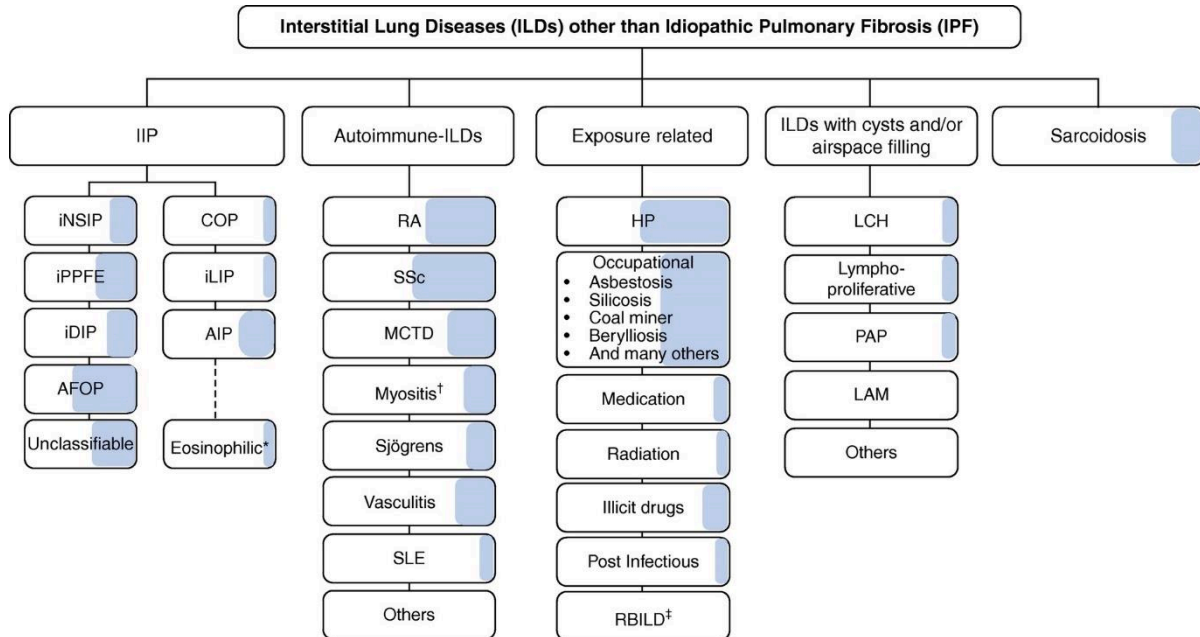 Interstitial Lung Diseases (ILDs) other than Idiopathic Pulmonary Fibrosis (IPF)
IIP
Autoimmune-ILDs
Exposure related
ILDs with cysts and/or
airspace filling
Sarcoidosis
iNSIP
iPPFE
iDIP
AFOP
Unclassifiable
COP
iLIP
AIP
Eosinophilic*
RA
SSc
MCTD
Myositis†
Sjögrens
Vasculitis
SLE
Others
HP
Occupational
• Asbestosis
• Silicosis
• Coal miner
• Berylliosis
• And many others
Medication
Radiation
Illicit drugs
Post Infectious
RBILD‡
LCH
Lympho-
proliferative
PAP
LAM
Others